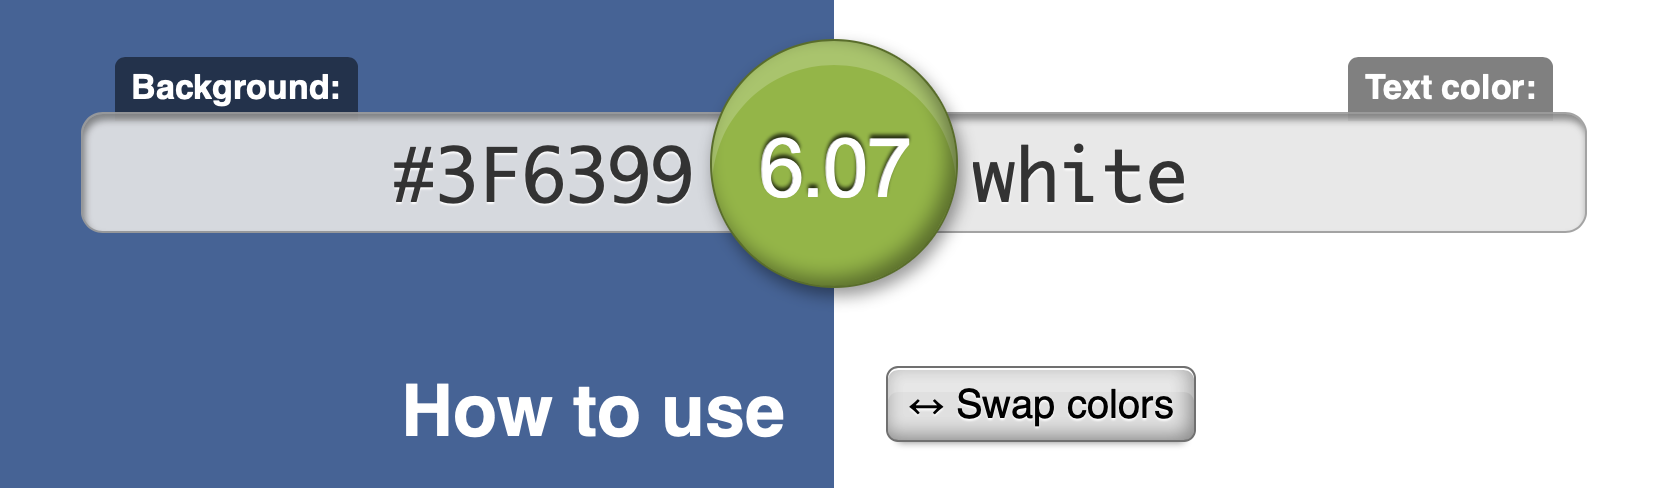 Background:
Text color:
#3F6399
6.07
white
How to use
↔ Swap colors